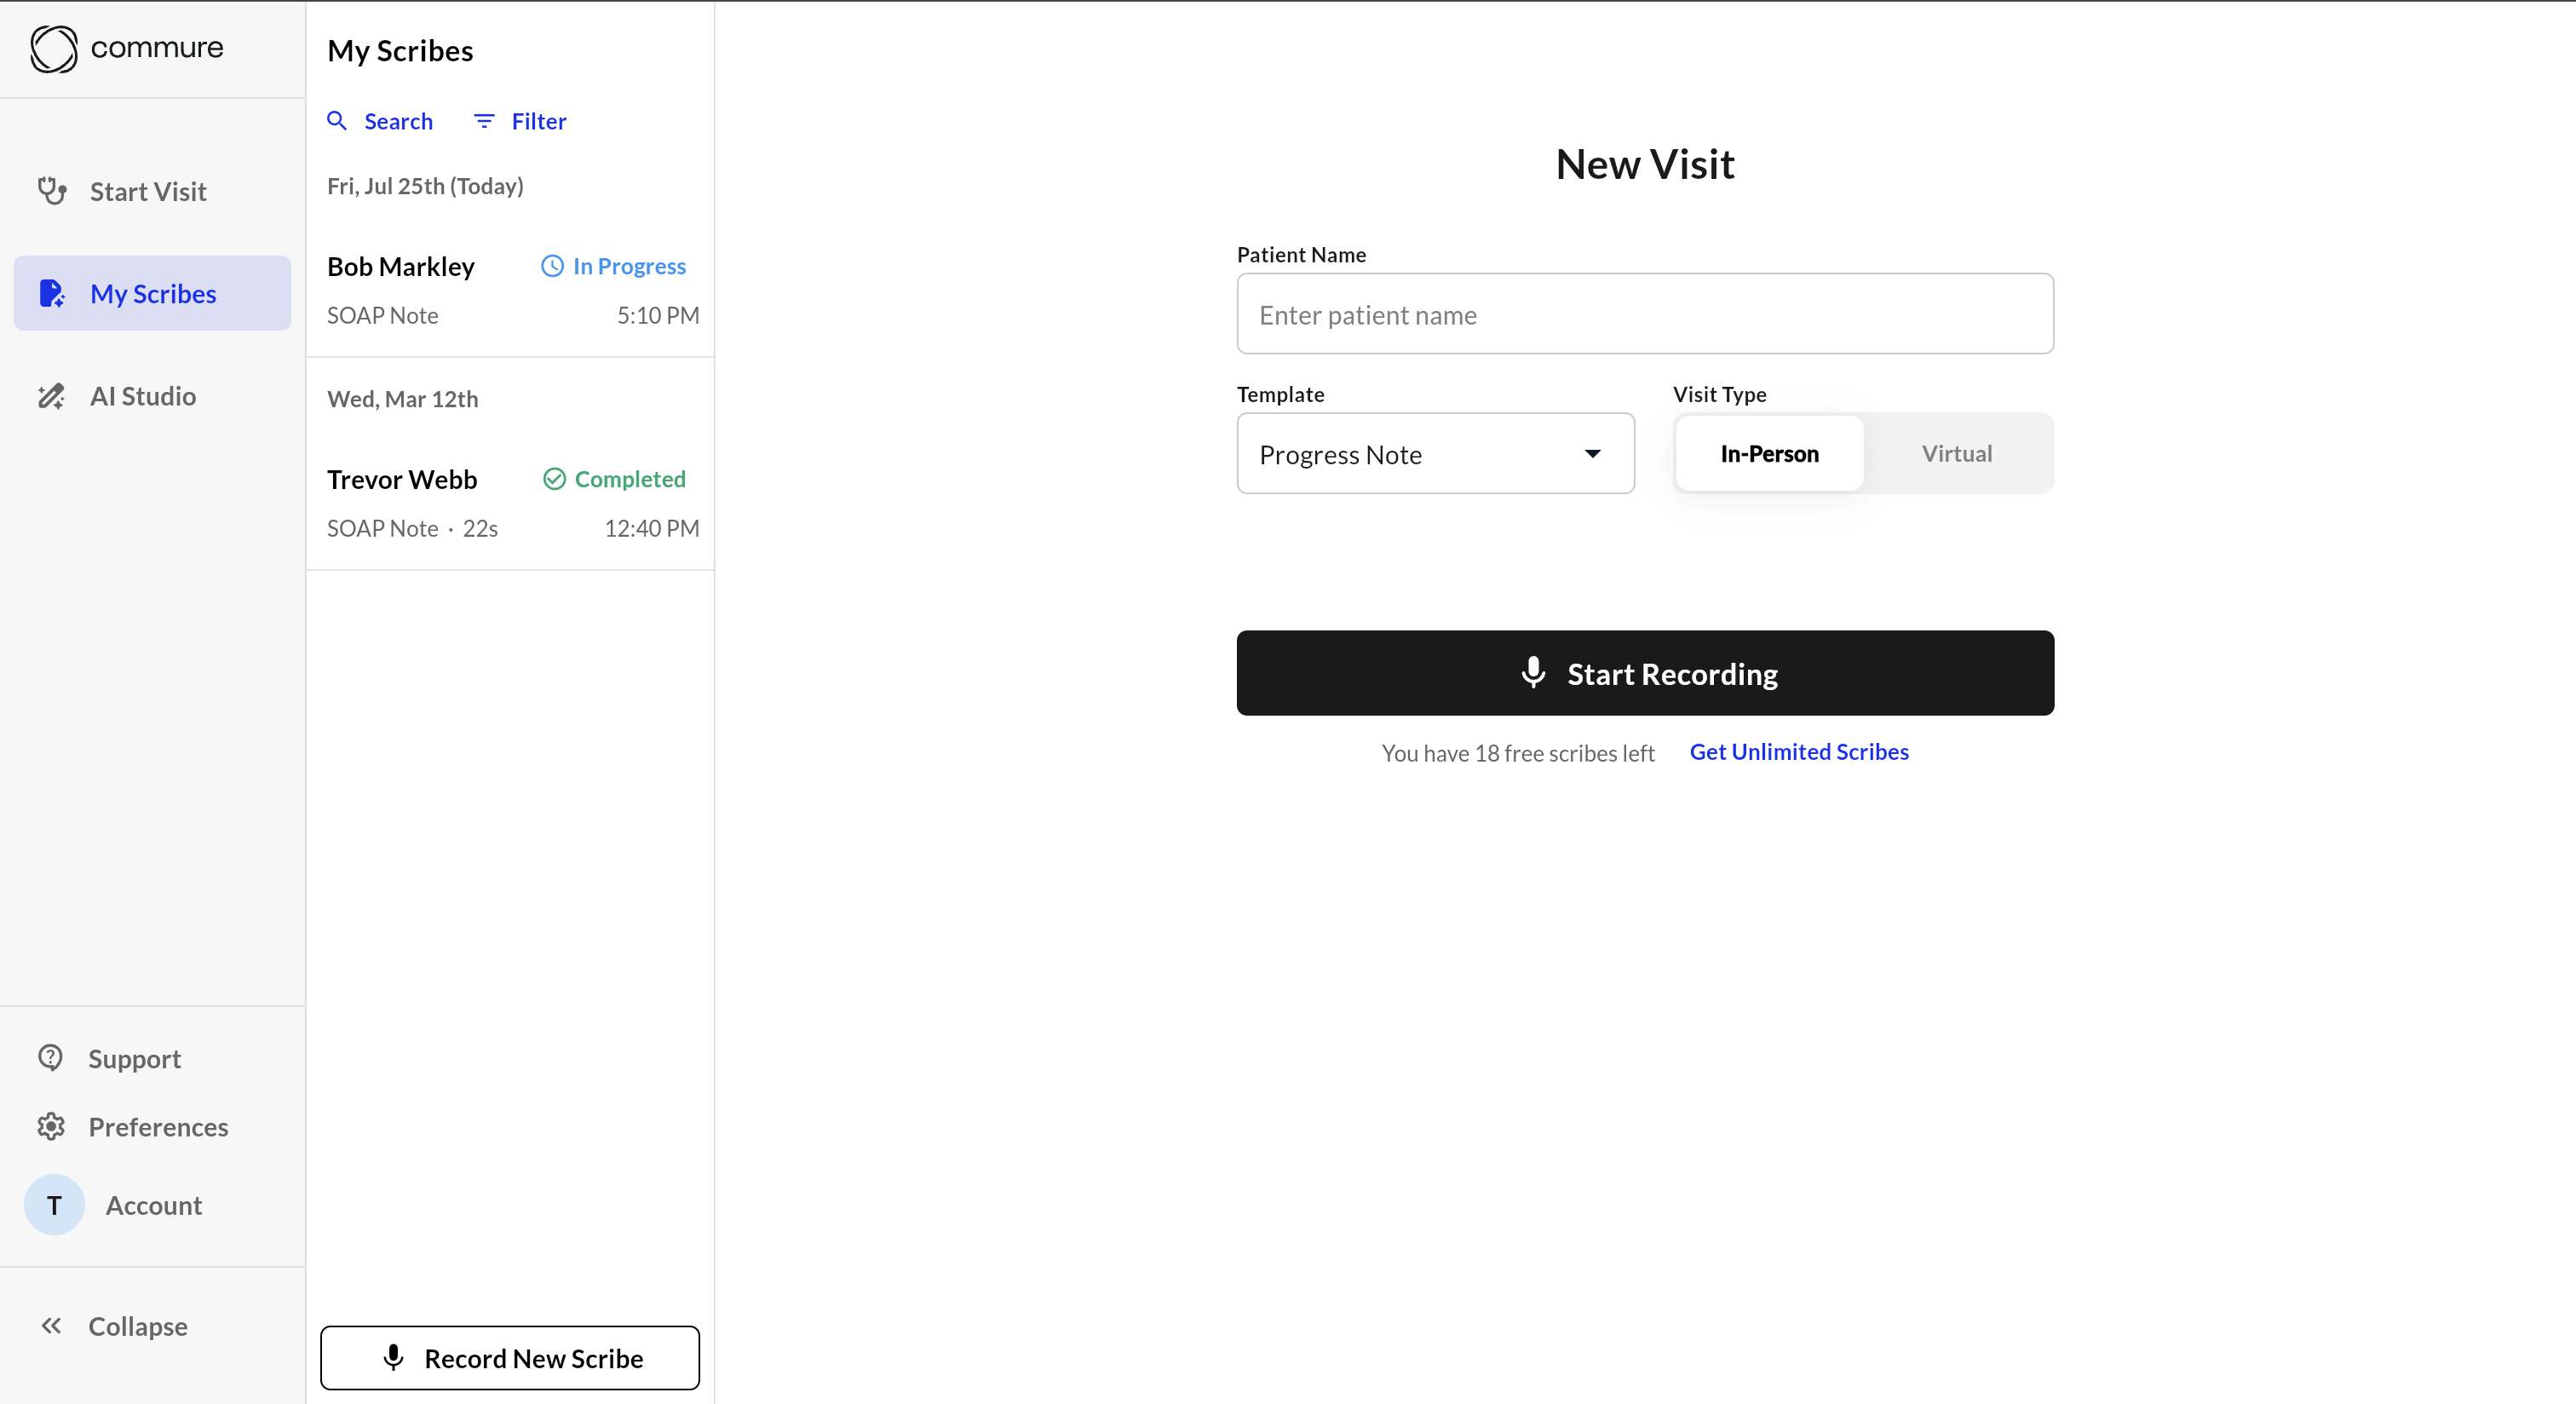 commure
Start Visit
My Scribes
AI Studio
Support
Preferences
T
Account
Collapse
My Scribes
Search Filter
Fri, Jul 25th (Today)
Bob Markley In Progress
SOAP Note 5:10 PM
Wed, Mar 12th
Trevor Webb Completed
SOAP Note · 22s 12:40 PM
Record New Scribe
New Visit
Patient Name
Enter patient name
Template Visit Type
Progress Note In-Person Virtual
Start Recording
You have 18 free scribes left Get Unlimited Scribes